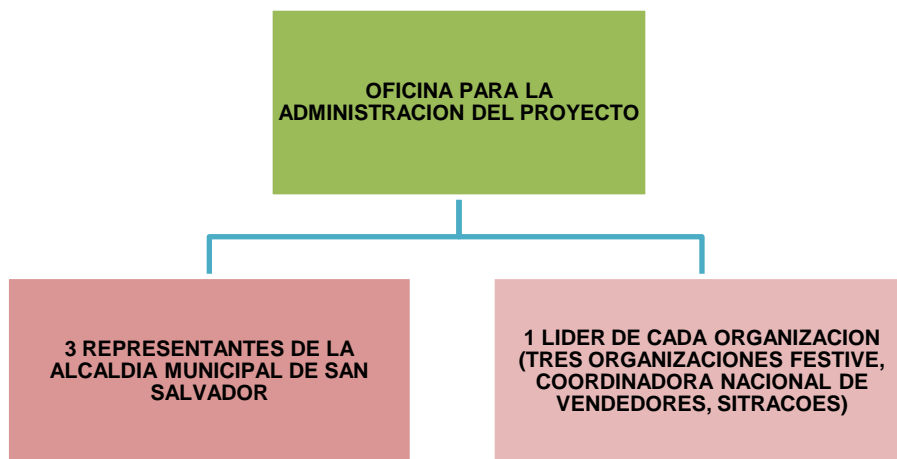 OFICINA PARA LA
ADMINISTRACION DEL PROYECTO
3 REPRESENTANTES DE LA
ALCALDIA MUNICIPAL DE SAN
SALVADOR
1 LIDER DE CADA ORGANIZACION
(TRES ORGANIZACIONES FESTIVE,
COORDINADORA NACIONAL DE
VENDEDORES, SITRACOES)